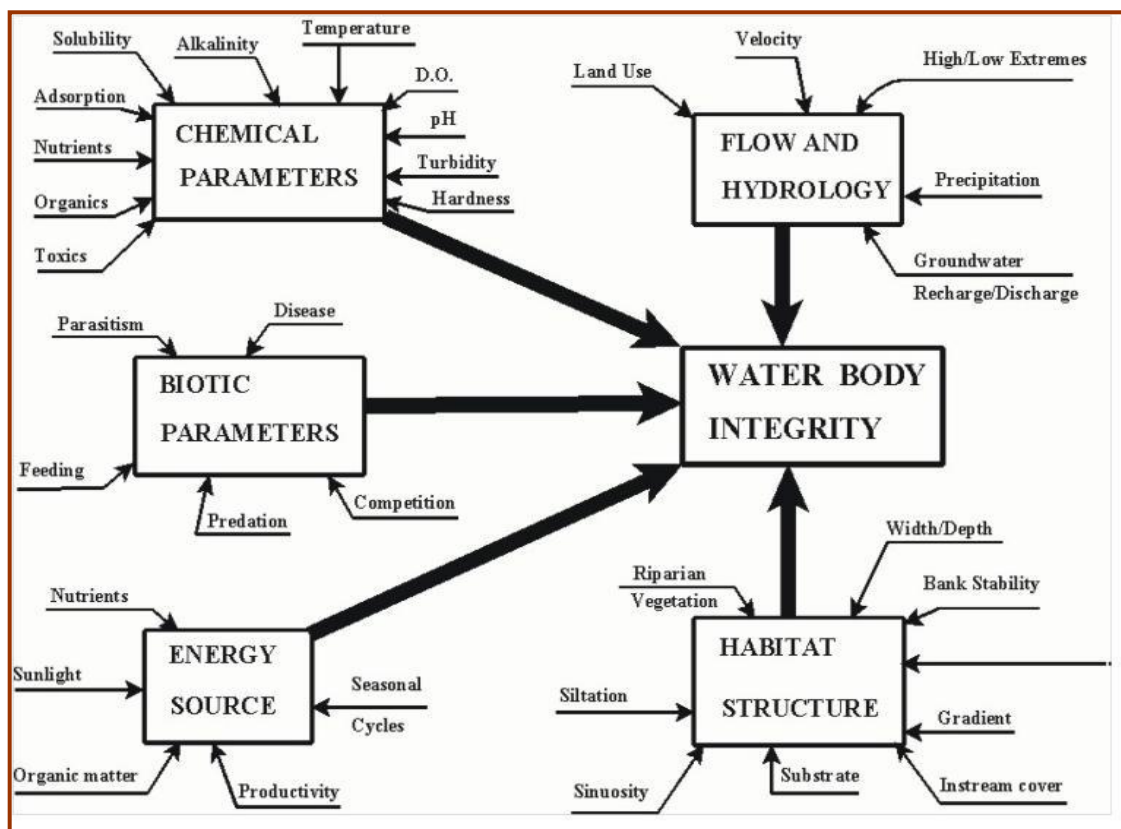 Solubility
Alkalinity
Temperature
D.O.
Adsorption
pH
Nutrients
Turbidity
Organics
Hardness
Toxics
CHEMICAL
PARAMETERS
Land Use
Velocity
High/Low Extremes
FLOW AND
HYDROLOGY
Precipitation
Groundwater
Recharge/Discharge
Parasitism
Disease
BIOTIC
PARAMETERS
Feeding
Predation
Competition
WATER BODY
INTEGRITY
Nutrients
Sunlight
ENERGY
SOURCE
Seasonal
Cycles
Organic matter
Productivity
Riparian
Vegetation
Width/Depth
Bank Stability
HABITAT
STRUCTURE
Siltation
Gradient
Sinuosity
Substrate
Instream cover